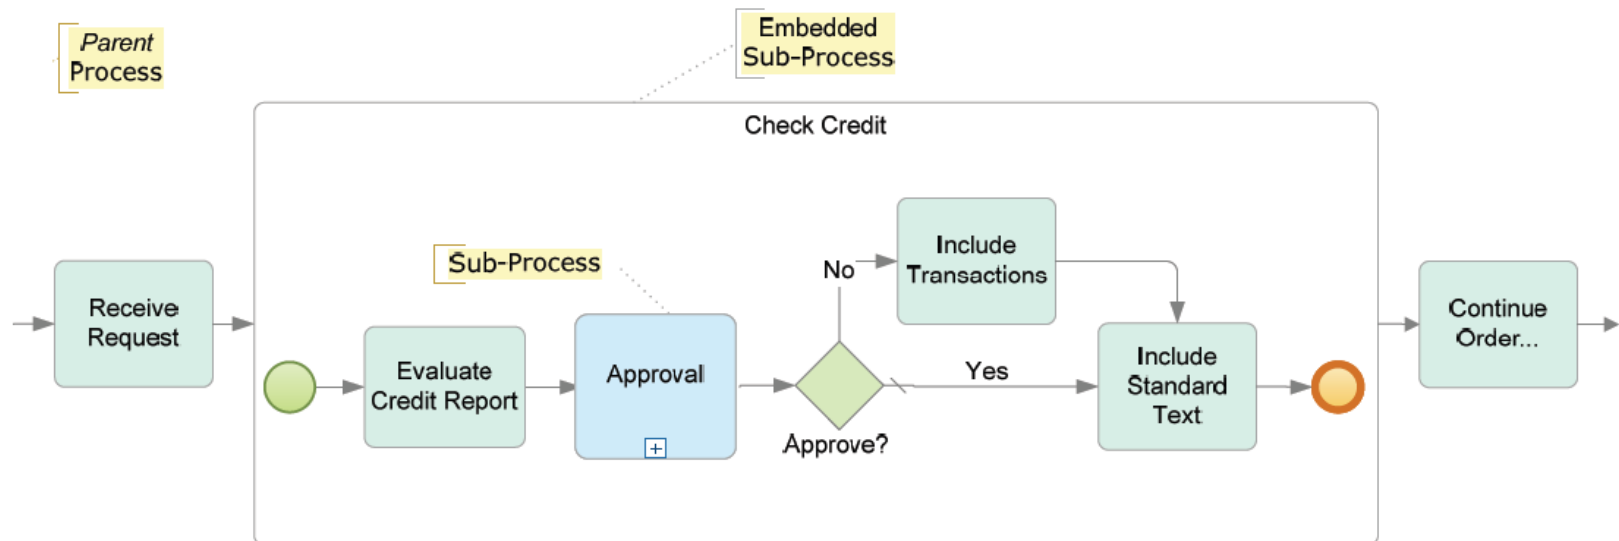 Parent
Process
Embedded
Sub-Process
Check Credit
Receive
Request
Sub-Process
Evaluate
Credit Report
Approval
No
Include
Transactions
Approve?
Yes
Include
Standard
Text
Continue
Order...